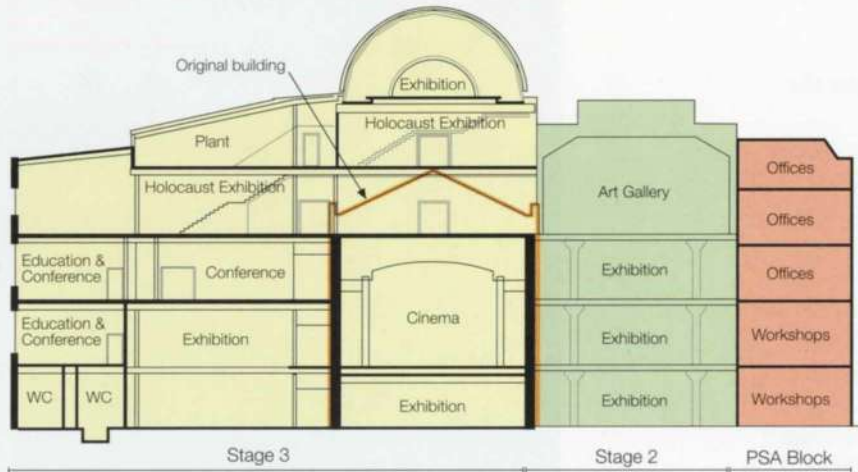 Original building
Exhibition
Plant
Holocaust Exhibition
Holocaust Exhibition
Art Gallery
Offices
Offices
Education &
Conference
Conference
Exhibition
Offices
Cinema
Education &
Conference
Exhibition
Exhibition
Workshops
WC
WC
Exhibition
Exhibition
Workshops
Stage 3
Stage 2
PSA Block